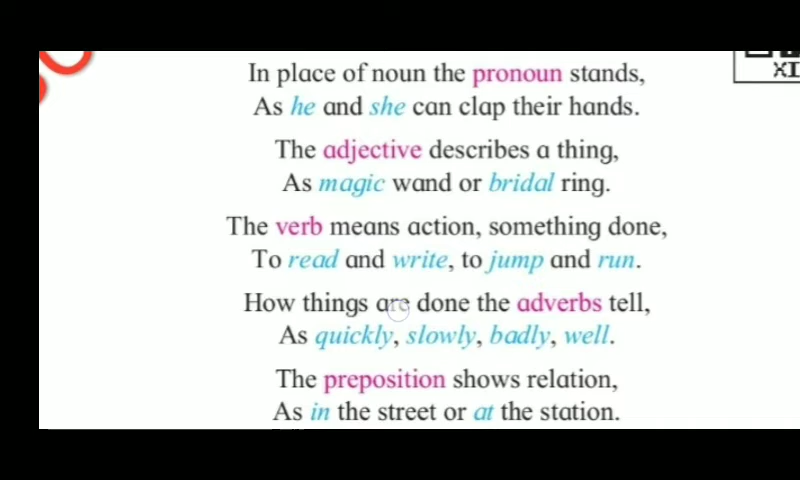 XI
In place of noun the pronoun stands,
As he and she can clap their hands.
The adjective describes a thing,
As magic wand or bridal ring.
The verb means action, something done,
To read and write, to jump and run.
How things are done the adverbs tell,
As quickly, slowly, badly, well.
The preposition shows relation,
As in the street or at the station.